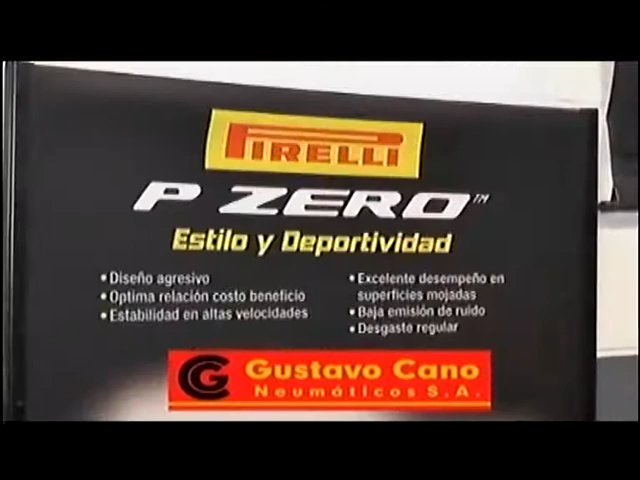 PIRELLI
P ZERO™
Estilo y Deportividad
• Diseño agresivo
• Optima relación costo beneficio
• Estabilidad en altas velocidades
• Excelente desempeño en
superficies mojadas
• Baja emisión de ruido
• Desgaste regular
CG Gustavo Cano
Neumáticos S.A.